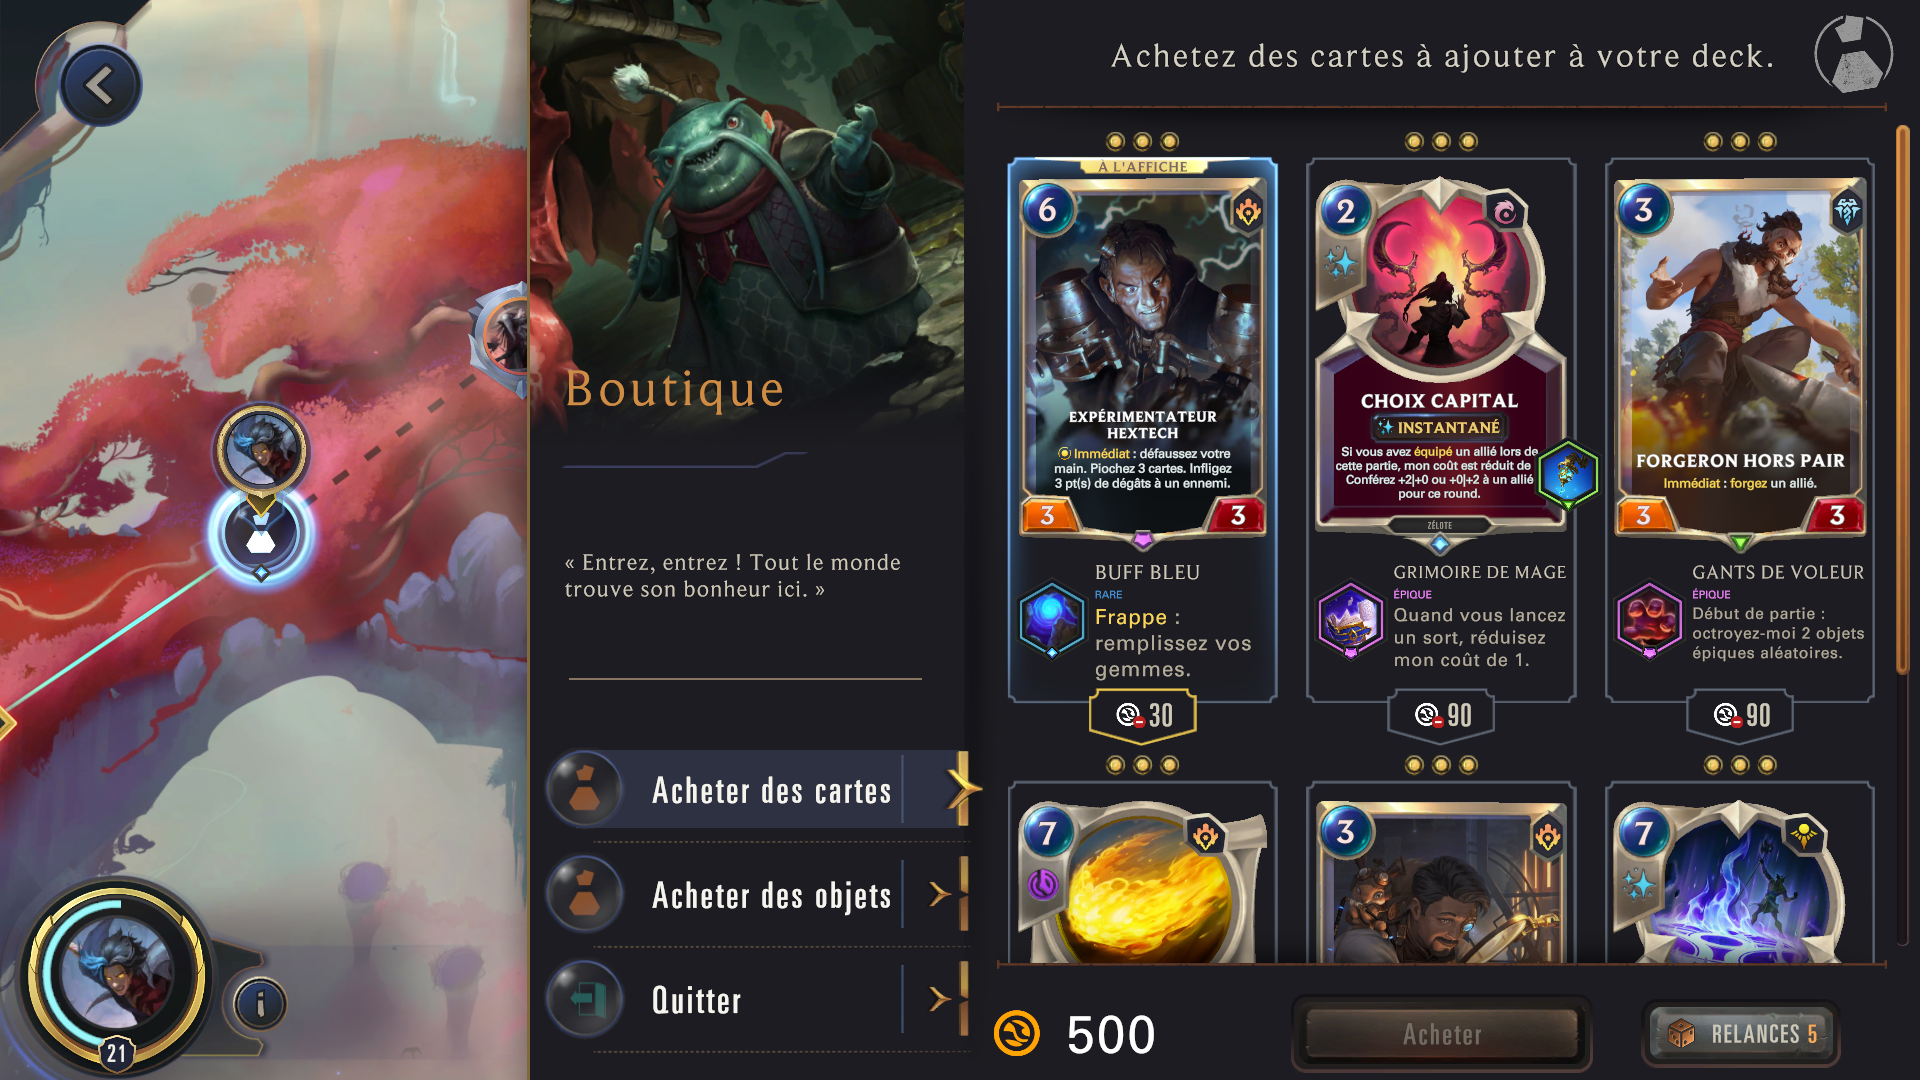 Achetez des cartes à ajouter à votre deck.
Boutique
« Entrez, entrez ! Tout le monde
trouve son bonheur ici. »
Acheter des cartes
Acheter des objets
Quitter
21
i
À L'AFFICHE
6
EXPÉRIMENTATEUR
HEXTECH
Immédiat : défaussez votre
main. Piochez 3 cartes. Infligez
3 pt(s) de dégâts à un ennemi.
3
3
BUFF BLEU
RARE
Frappe :
remplissez vos
gemmes.
30
2
CHOIX CAPITAL
INSTANTANÉ
Si vous avez équipé un allié lors de
cette partie, mon coût est réduit de
Conférez +2|+0 ou +0|+2 à un allié
pour ce round.
ZÉLOTE
GRIMOIRE DE MAGE
ÉPIQUE
Quand vous lancez
un sort, réduisez
mon coût de 1.
90
3
FORGERON HORS PAIR
Immédiat : forgez un allié.
3
3
GANTS DE VOLEUR
ÉPIQUE
Début de partie :
octroyez-moi 2 objets
épiques aléatoires.
90
7
3
7
500
Acheter
RELANCES 5